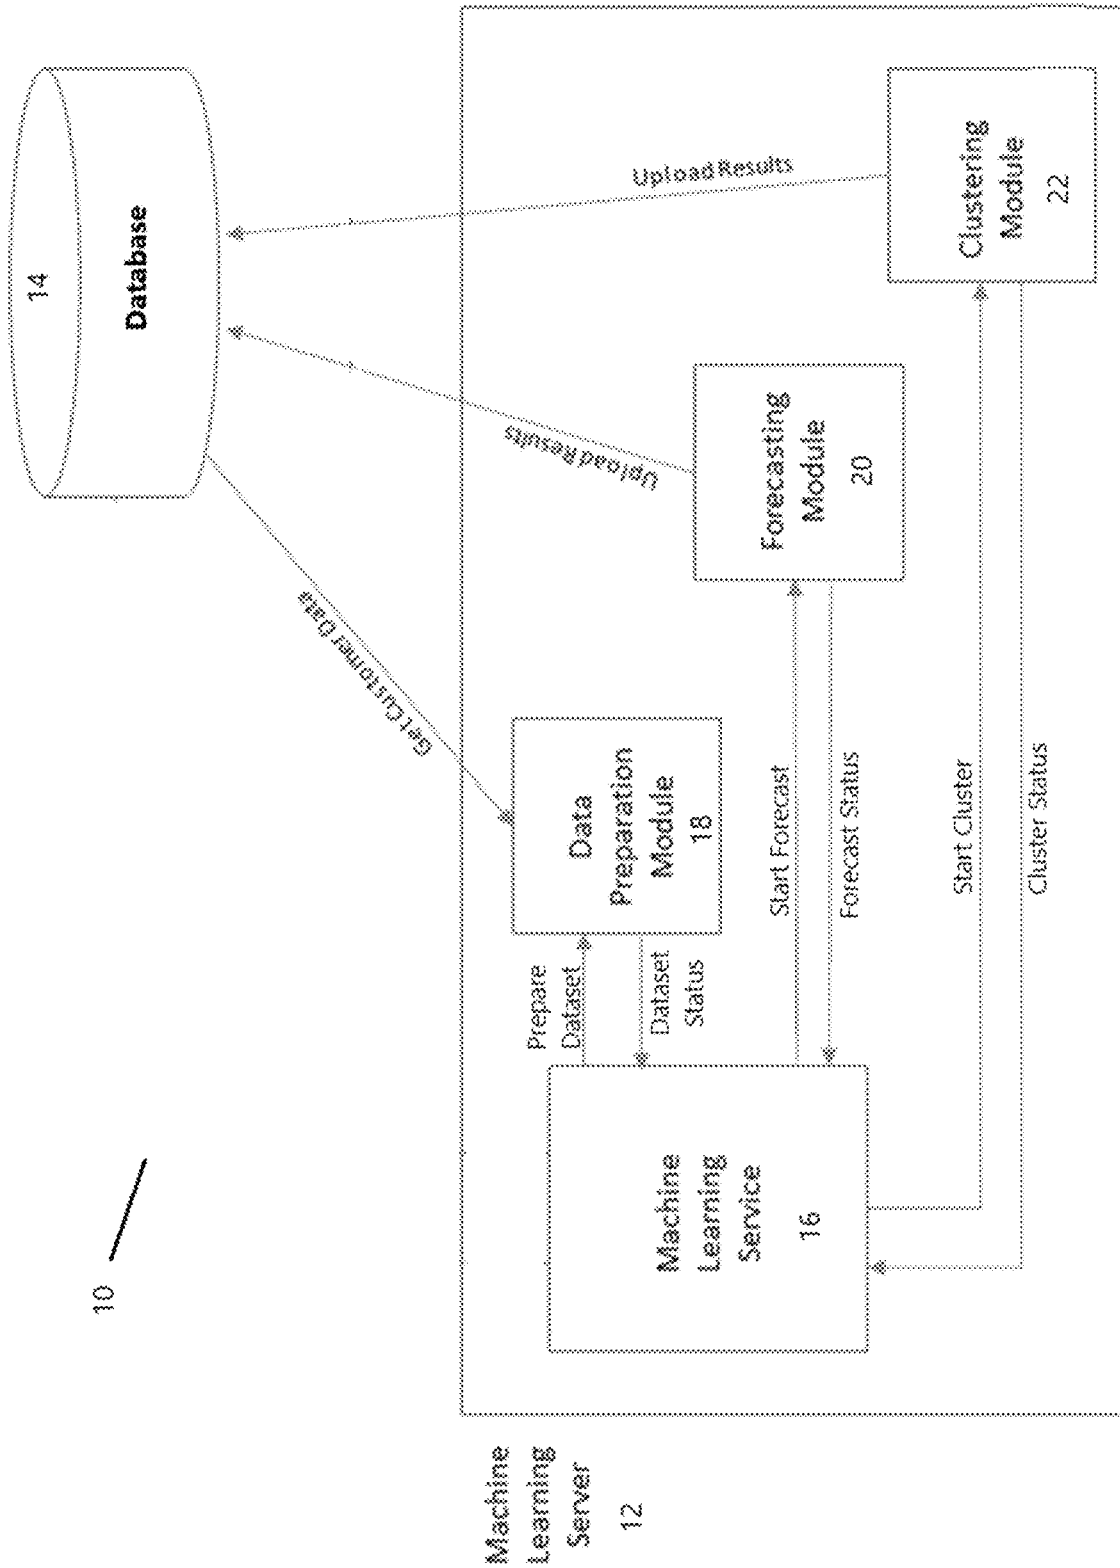 10
14
Database
Get Customer Data
Upload Results
Upload Results
Machine
Learning
Server
12
Prepare
Dataset
Data
Preparation
Module
18
Dataset
Status
Machine
Learning
Service
16
Start Forecast
Forecast Status
Forecasting
Module
20
Start Cluster
Cluster Status
Clustering
Module
22